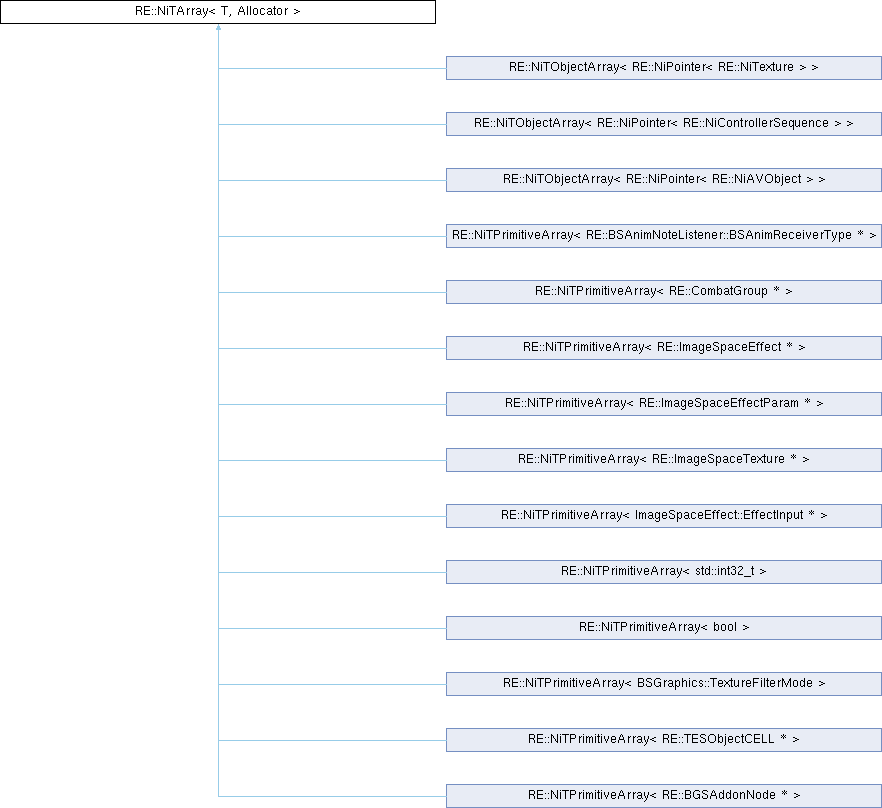 RE::NiTArray< T, Allocator >
RE::NiTObjectArray< RE::NiPointer< RE::NiTexture > >
RE::NiTObjectArray< RE::NiPointer< RE::NiControllerSequence > >
RE::NiTObjectArray< RE::NiPointer< RE::NiAVObject > >
RE::NiTPrimitiveArray< RE::BSAnimNoteListener::BSAnimReceiverType * >
RE::NiTPrimitiveArray< RE::CombatGroup * >
RE::NiTPrimitiveArray< RE::ImageSpaceEffect * >
RE::NiTPrimitiveArray< RE::ImageSpaceEffectParam * >
RE::NiTPrimitiveArray< RE::ImageSpaceTexture * >
RE::NiTPrimitiveArray< ImageSpaceEffect::EffectInput * >
RE::NiTPrimitiveArray< std::int32_t >
RE::NiTPrimitiveArray< bool >
RE::NiTPrimitiveArray< BSGraphics::TextureFilterMode >
RE::NiTPrimitiveArray< RE::TESObjectCELL * >
RE::NiTPrimitiveArray< RE::BGSAddonNode * >